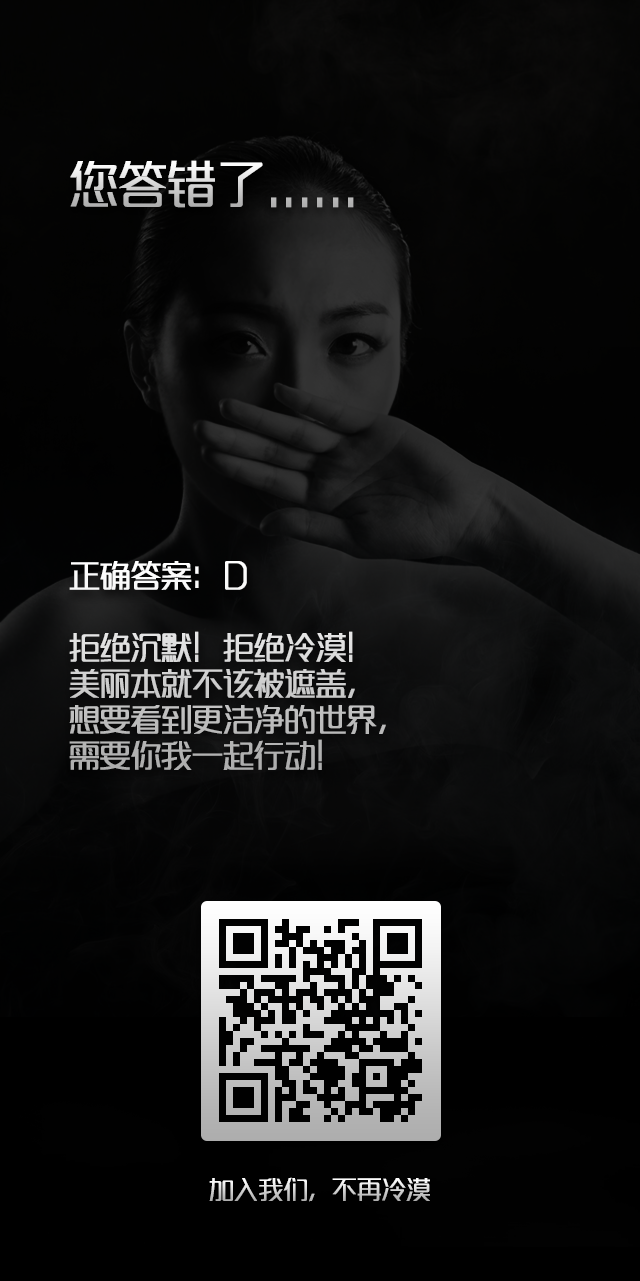 您答错了......
正确答案：D
拒绝沉默！拒绝冷漠！
美丽本就不该被遮盖，
想要看到更洁净的世界，
需要你我一起行动！
加入我们，不再冷漠